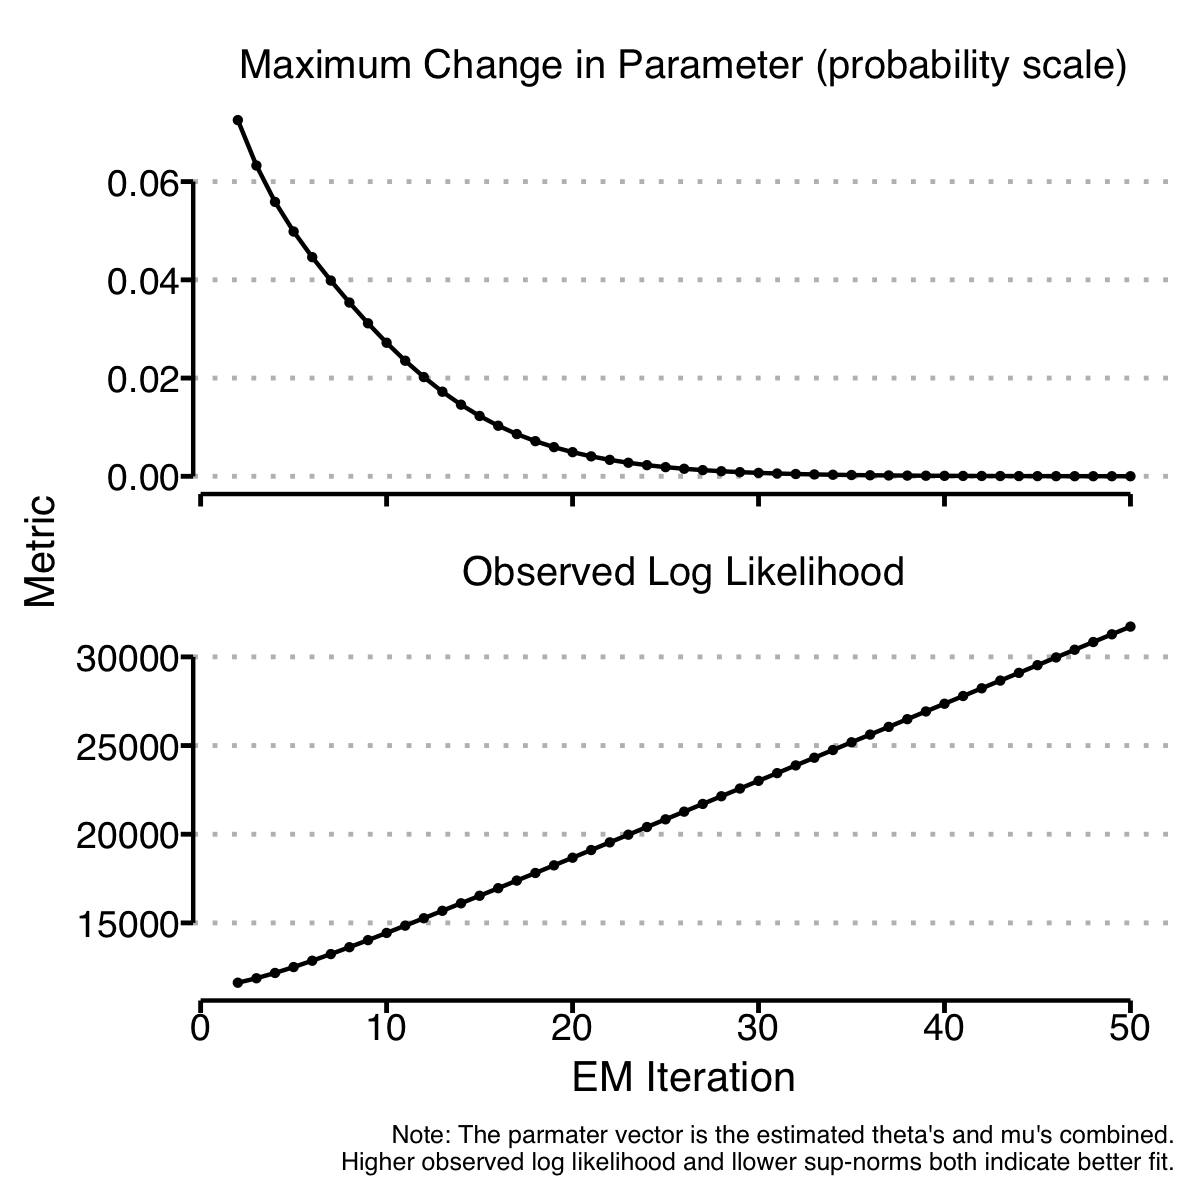 Maximum Change in Parameter (probability scale)
0.06
0.04
0.02
0.00
Metric
Observed Log Likelihood
30000
25000
20000
15000
0 10 20 30 40 50
EM Iteration
Note: The parmater vector is the estimated theta's and mu's combined.
Higher observed log likelihood and llower sup-norms both indicate better fit.